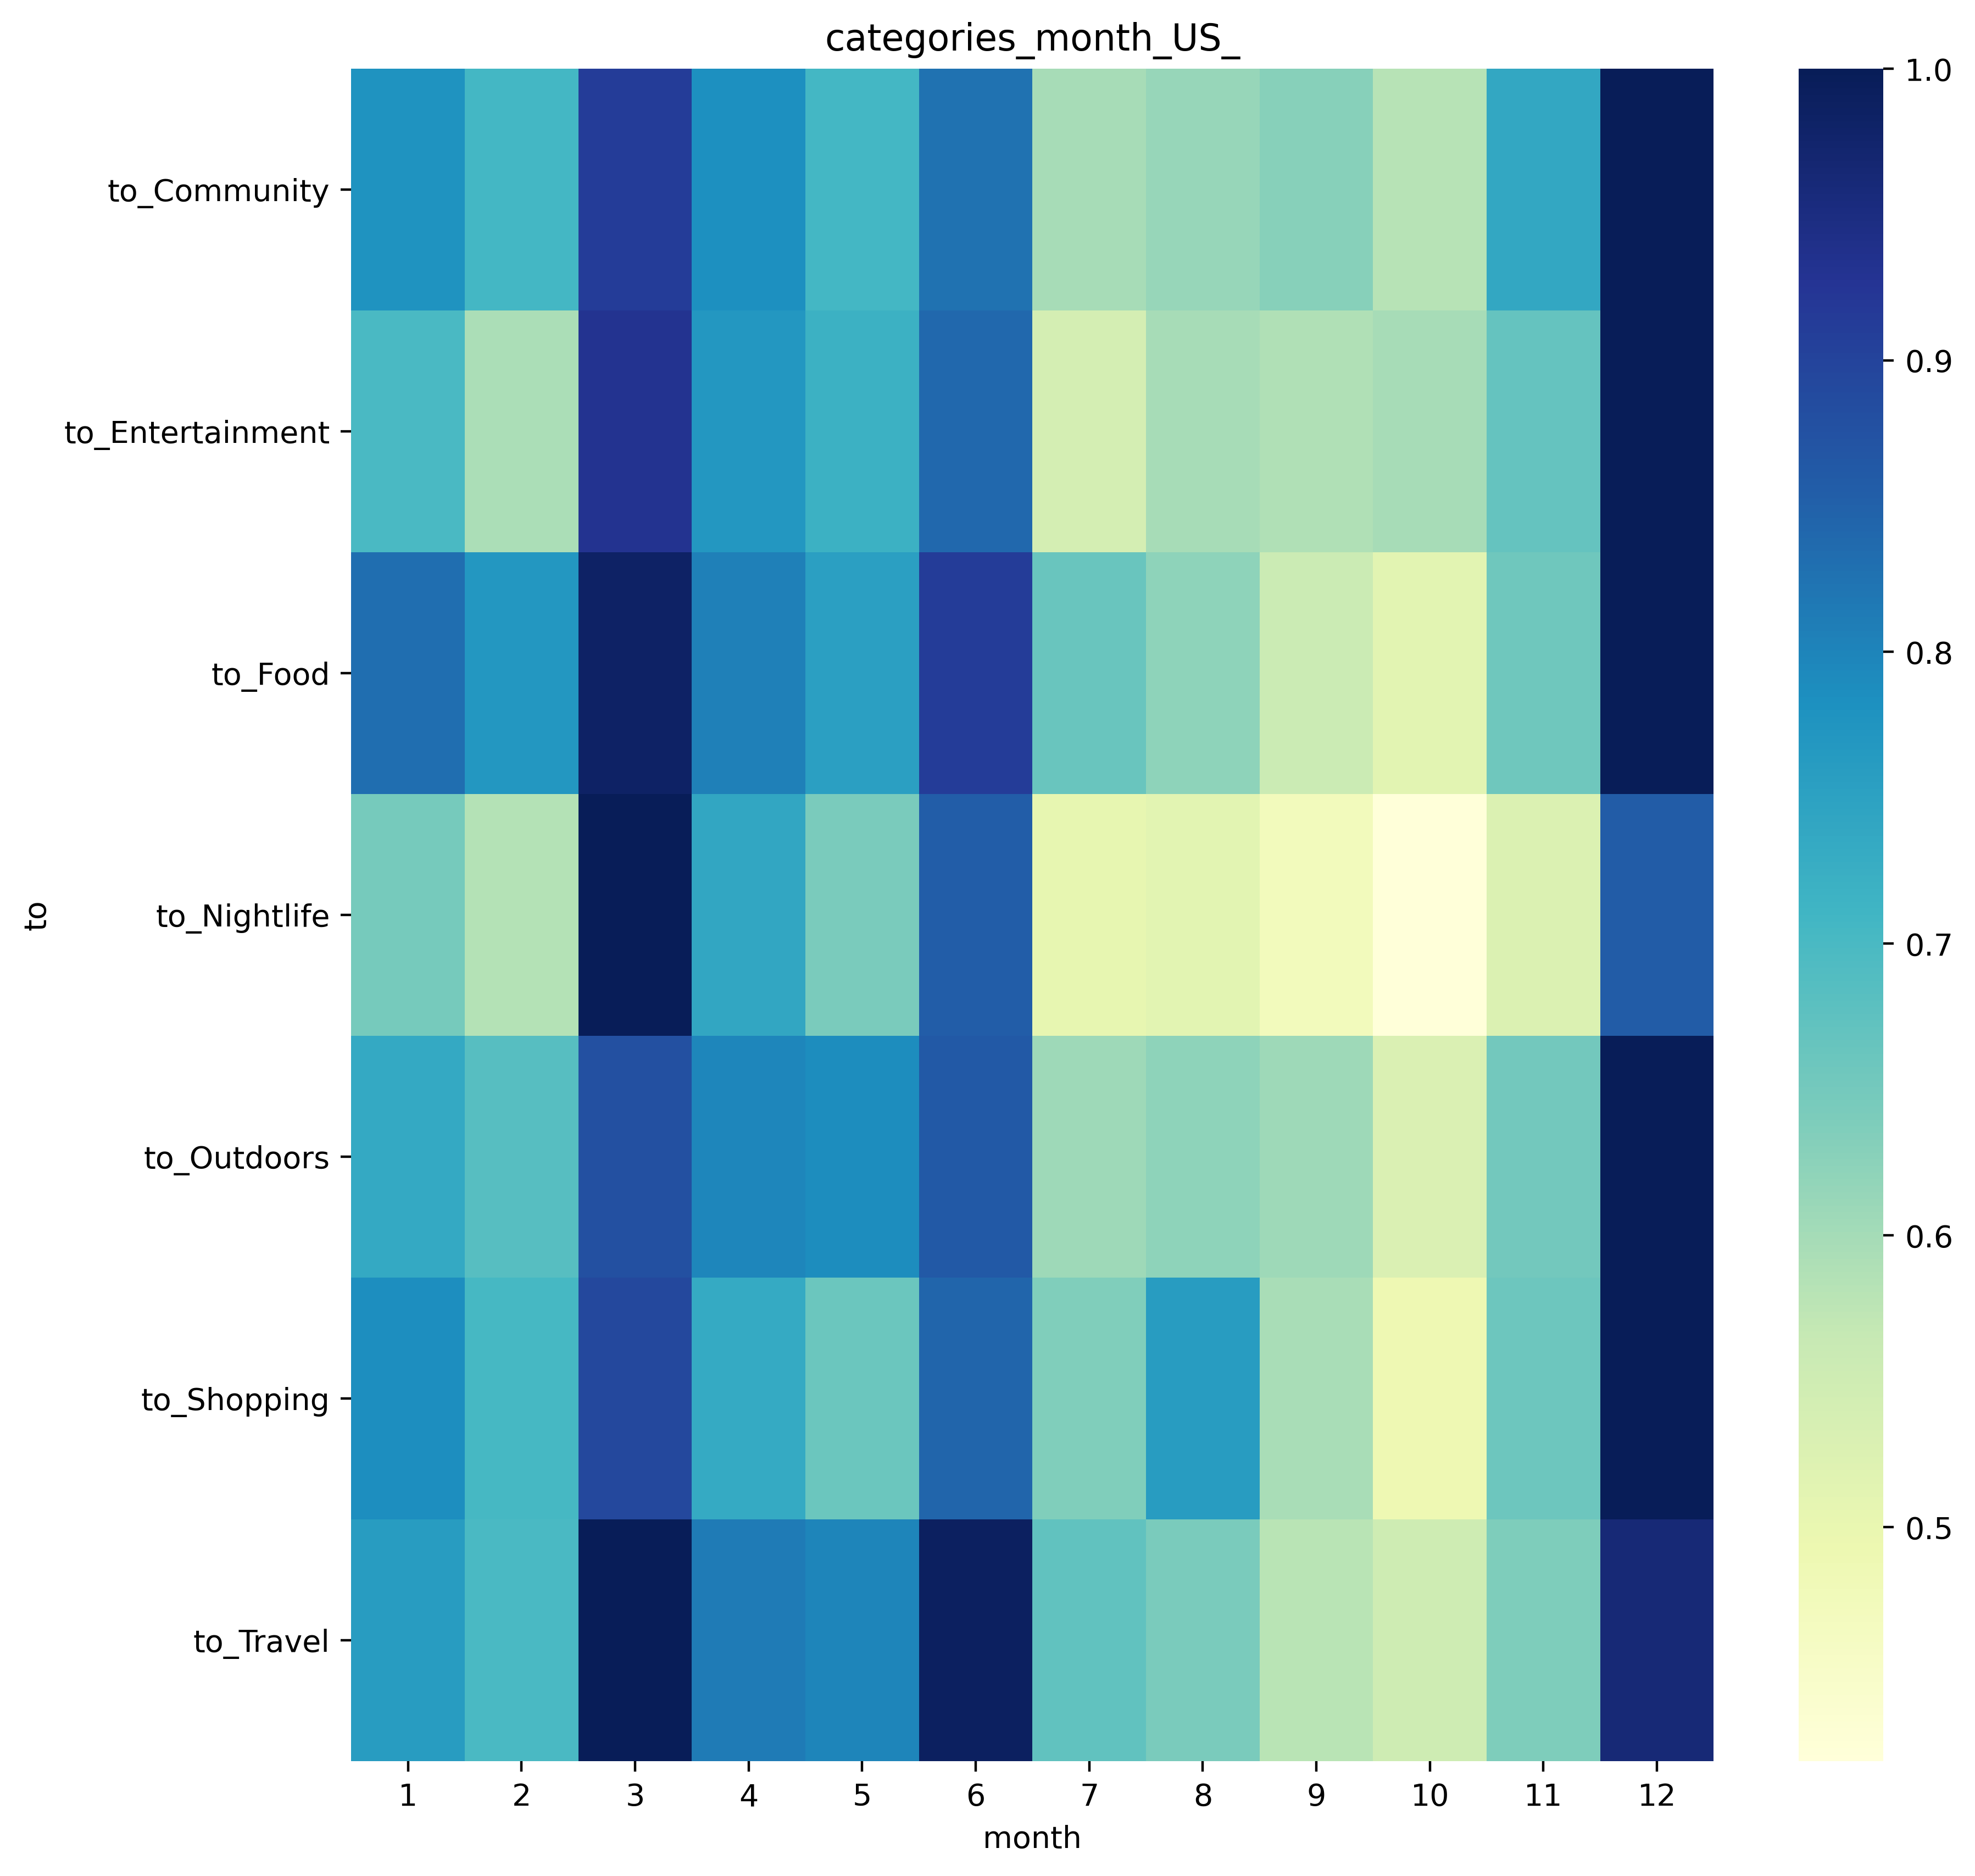 categories_month_US_
to
to_Community
to_Entertainment
to_Food
to_Nightlife
to_Outdoors
to_Shopping
to_Travel
1 2 3 4 5 6 7 8 9 10 11 12
month
1.0
0.9
0.8
0.7
0.6
0.5